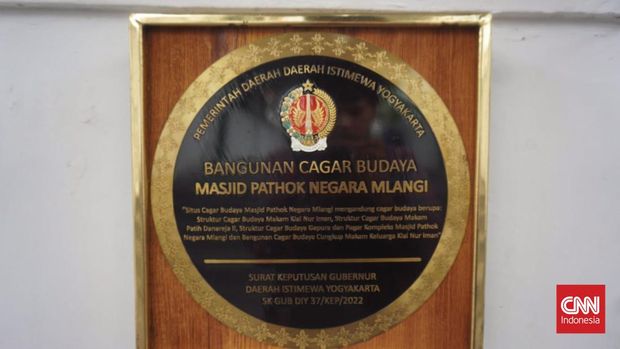 PEMERINTAH DAERAH DAERAH ISTIMEWA YOGYAKARTA
BANGUNAN CAGAR BUDAYA
MASJID PATHOK NEGARA MLANGI
"Situs Cagar Budaya Masjid Pathok Negara Mlangi mengandung cagar budaya berupa:
Struktur Cagar Budaya Makam Kiai Nur Iman, Struktur Cagar Budaya Makam
Patih Danareja II, Struktur Cagar Budaya Gapura dan Pagar Kompleks Masjid Pathok
Negara Mlangi dan Bangunan Cagar Budaya Cungkup Makam Keluarga Kiai Nur Iman"
SURAT KEPUTUSAN GUBERNUR
DAERAH ISTIMEWA YOGYAKARTA
SK GUB DIY 37/KEP/2022
CNN
Indonesia